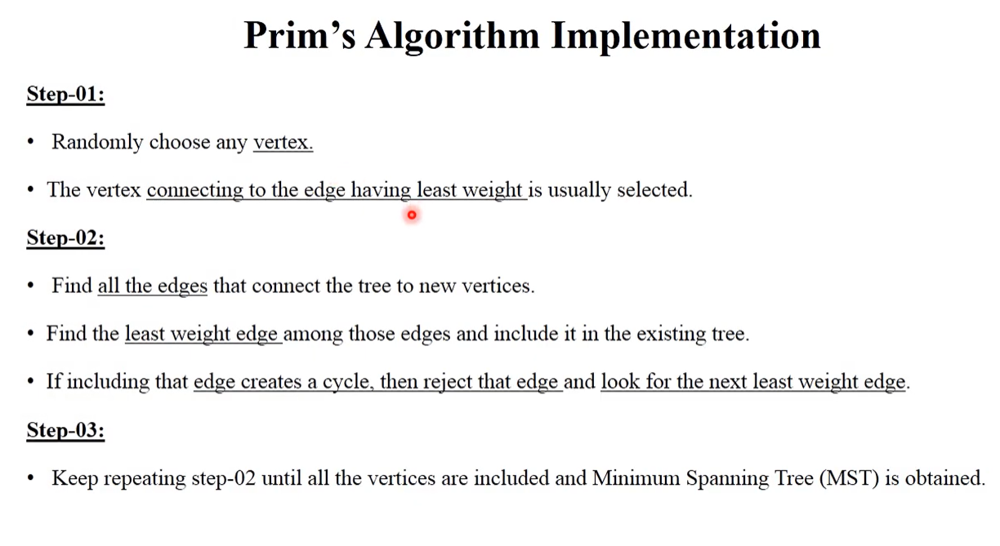 Prim’s Algorithm Implementation
Step-01:
• Randomly choose any vertex.
• The vertex connecting to the edge having least weight is usually selected.
Step-02:
• Find all the edges that connect the tree to new vertices.
• Find the least weight edge among those edges and include it in the existing tree.
• If including that edge creates a cycle, then reject that edge and look for the next least weight edge.
Step-03:
• Keep repeating step-02 until all the vertices are included and Minimum Spanning Tree (MST) is obtained.